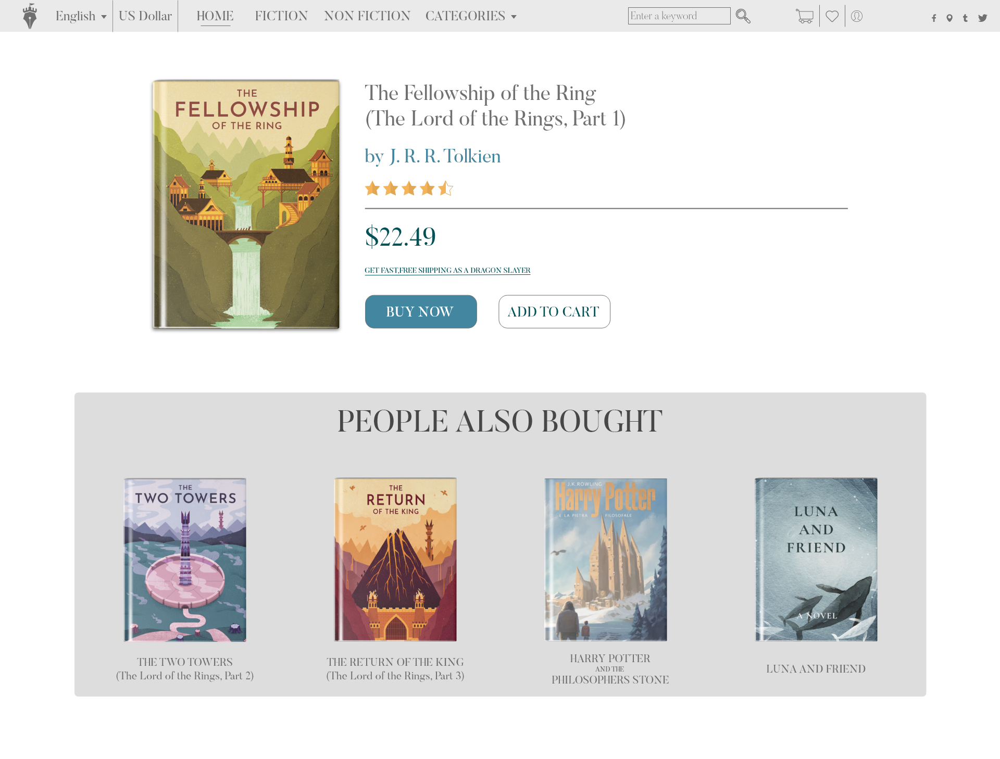 English
US Dollar
HOME
FICTION
NON FICTION
CATEGORIES
Enter a keyword
THE
FELLOWSHIP
OF THE RING
The Fellowship of the Ring
(The Lord of the Rings, Part 1)
by J. R. R. Tolkien
$22.49
GET FAST,FREE SHIPPING AS A DRAGON SLAYER
BUY NOW
ADD TO CART
PEOPLE ALSO BOUGHT
THE
TWO TOWERS
THE TWO TOWERS
(The Lord of the Rings, Part 2)
THE
RETURN
OF THE KING
THE RETURN OF THE KING
(The Lord of the Rings, Part 3)
J.K.ROWLING
Harry Potter
E LA PIETRA FILOSOFALE
HARRY POTTER
AND THE
PHILOSOPHERS STONE
LUNA
AND
FRIEND
A NOVEL
LUNA AND FRIEND